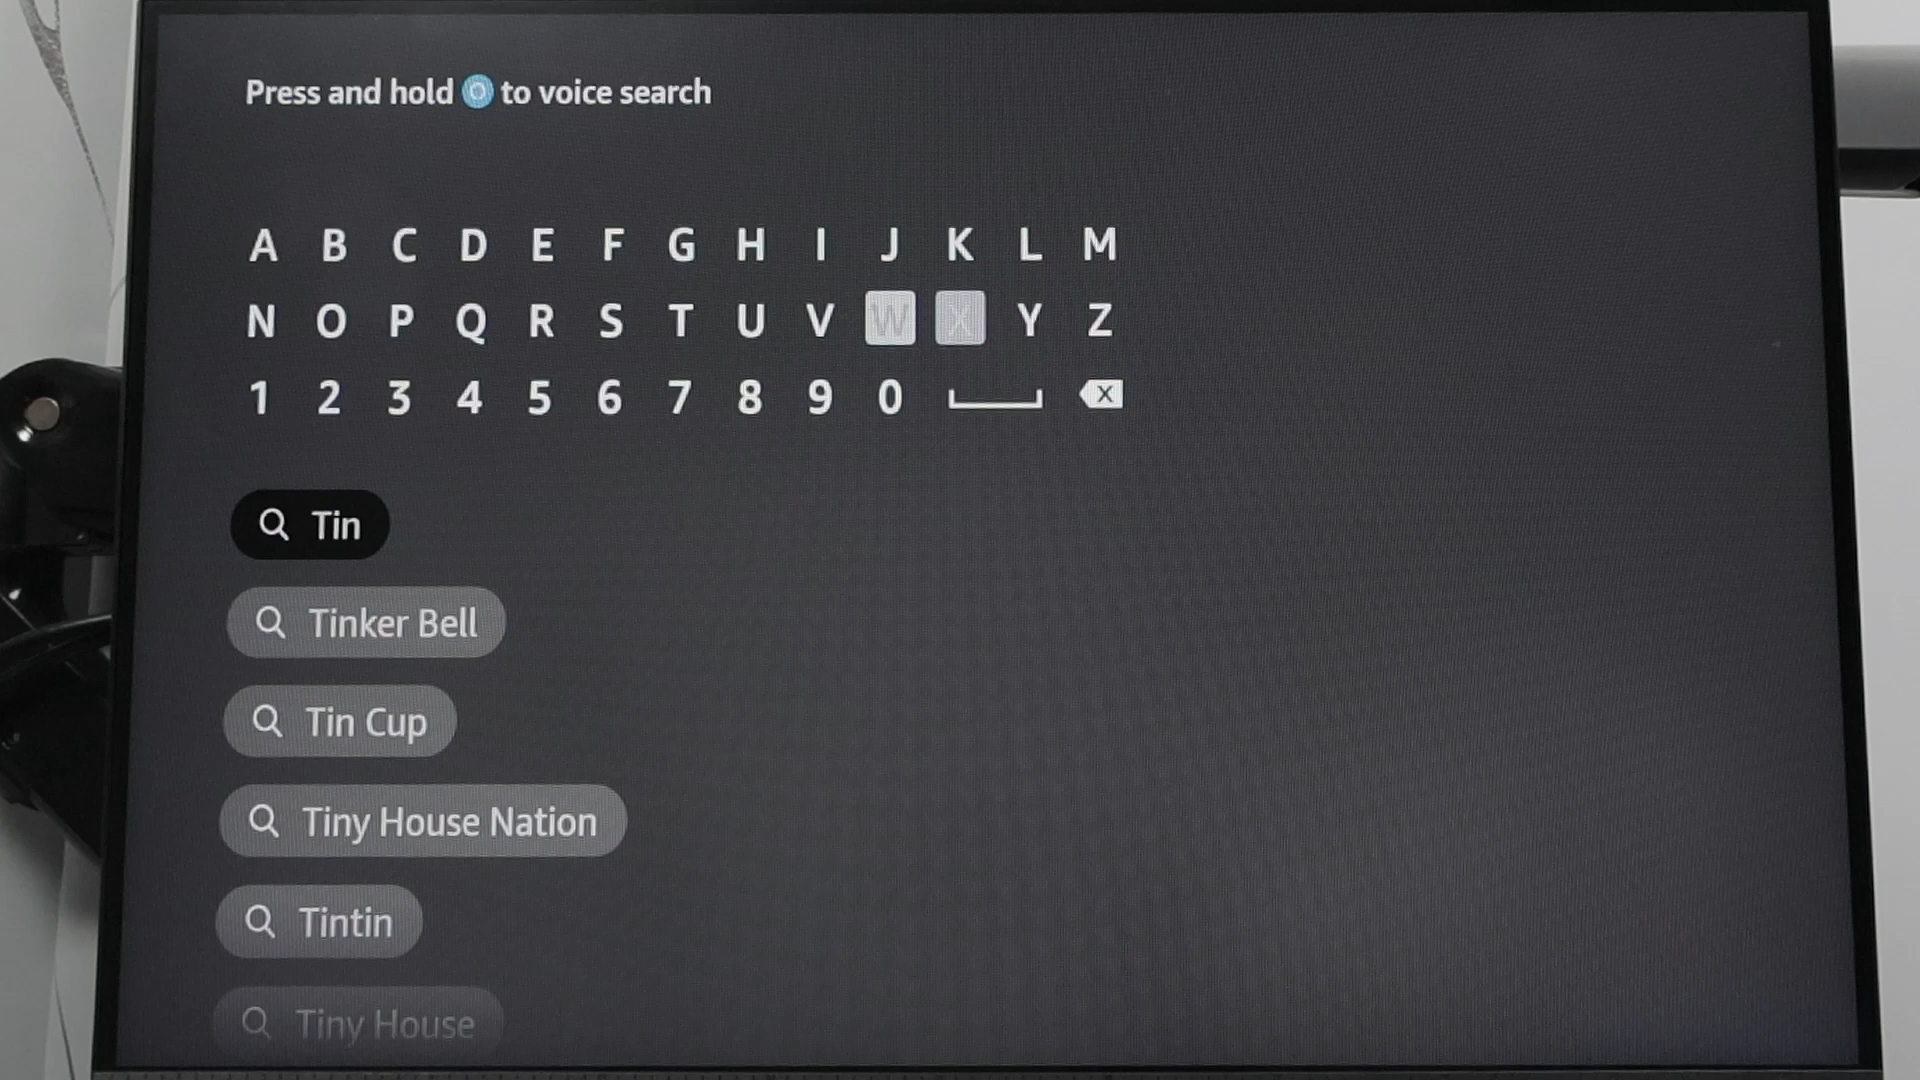 Press and hold to voice search
A B C D E F G H I J K L M
N O P Q R S T U V W X Y Z
1 2 3 4 5 6 7 8 9 0
Tin
Tinker Bell
Tin Cup
Tiny House Nation
Tintin
Tiny House